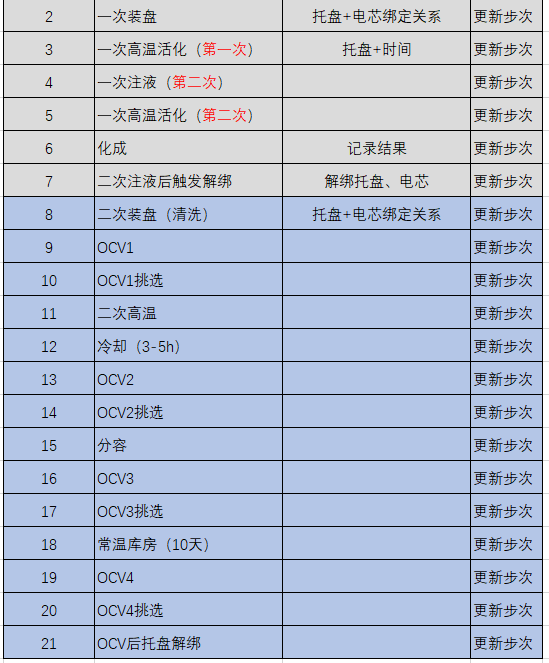 2 一次装盘 托盘+电芯绑定关系 更新步次
3 一次高温活化（第一次） 托盘+时间 更新步次
4 一次注液（第二次） 更新步次
5 一次高温活化（第二次） 更新步次
6 化成 记录结果 更新步次
7 二次注液后触发解绑 解绑托盘、电芯 更新步次
8 二次装盘（清洗） 托盘+电芯绑定关系 更新步次
9 OCV1 更新步次
10 OCV1挑选 更新步次
11 二次高温 更新步次
12 冷却（3-5h） 更新步次
13 OCV2 更新步次
14 OCV2挑选 更新步次
15 分容 更新步次
16 OCV3 更新步次
17 OCV3挑选 更新步次
18 常温库房（10天） 更新步次
19 OCV4 更新步次
20 OCV4挑选 更新步次
21 OCV后托盘解绑 更新步次